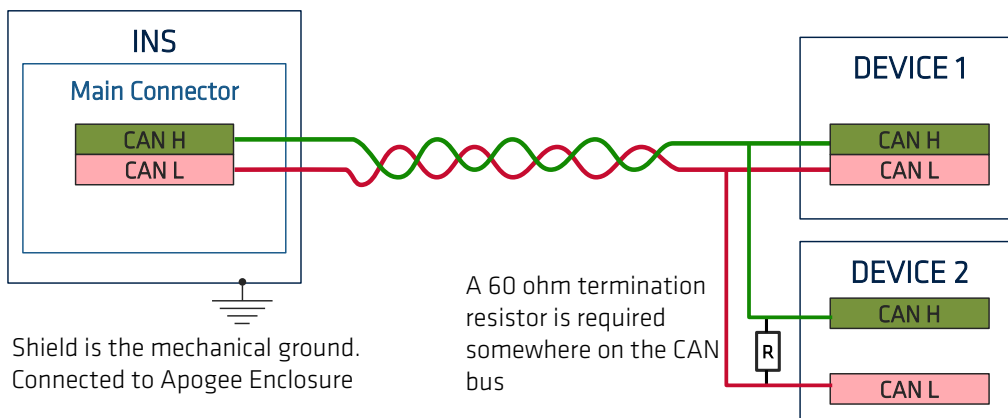 INS
Main Connector
CAN H
CAN L
Shield is the mechanical ground.
Connected to Apogee Enclosure
A 60 ohm termination
resistor is required
somewhere on the CAN
bus
DEVICE 1
CAN H
CAN L
DEVICE 2
CAN H
R
CAN L